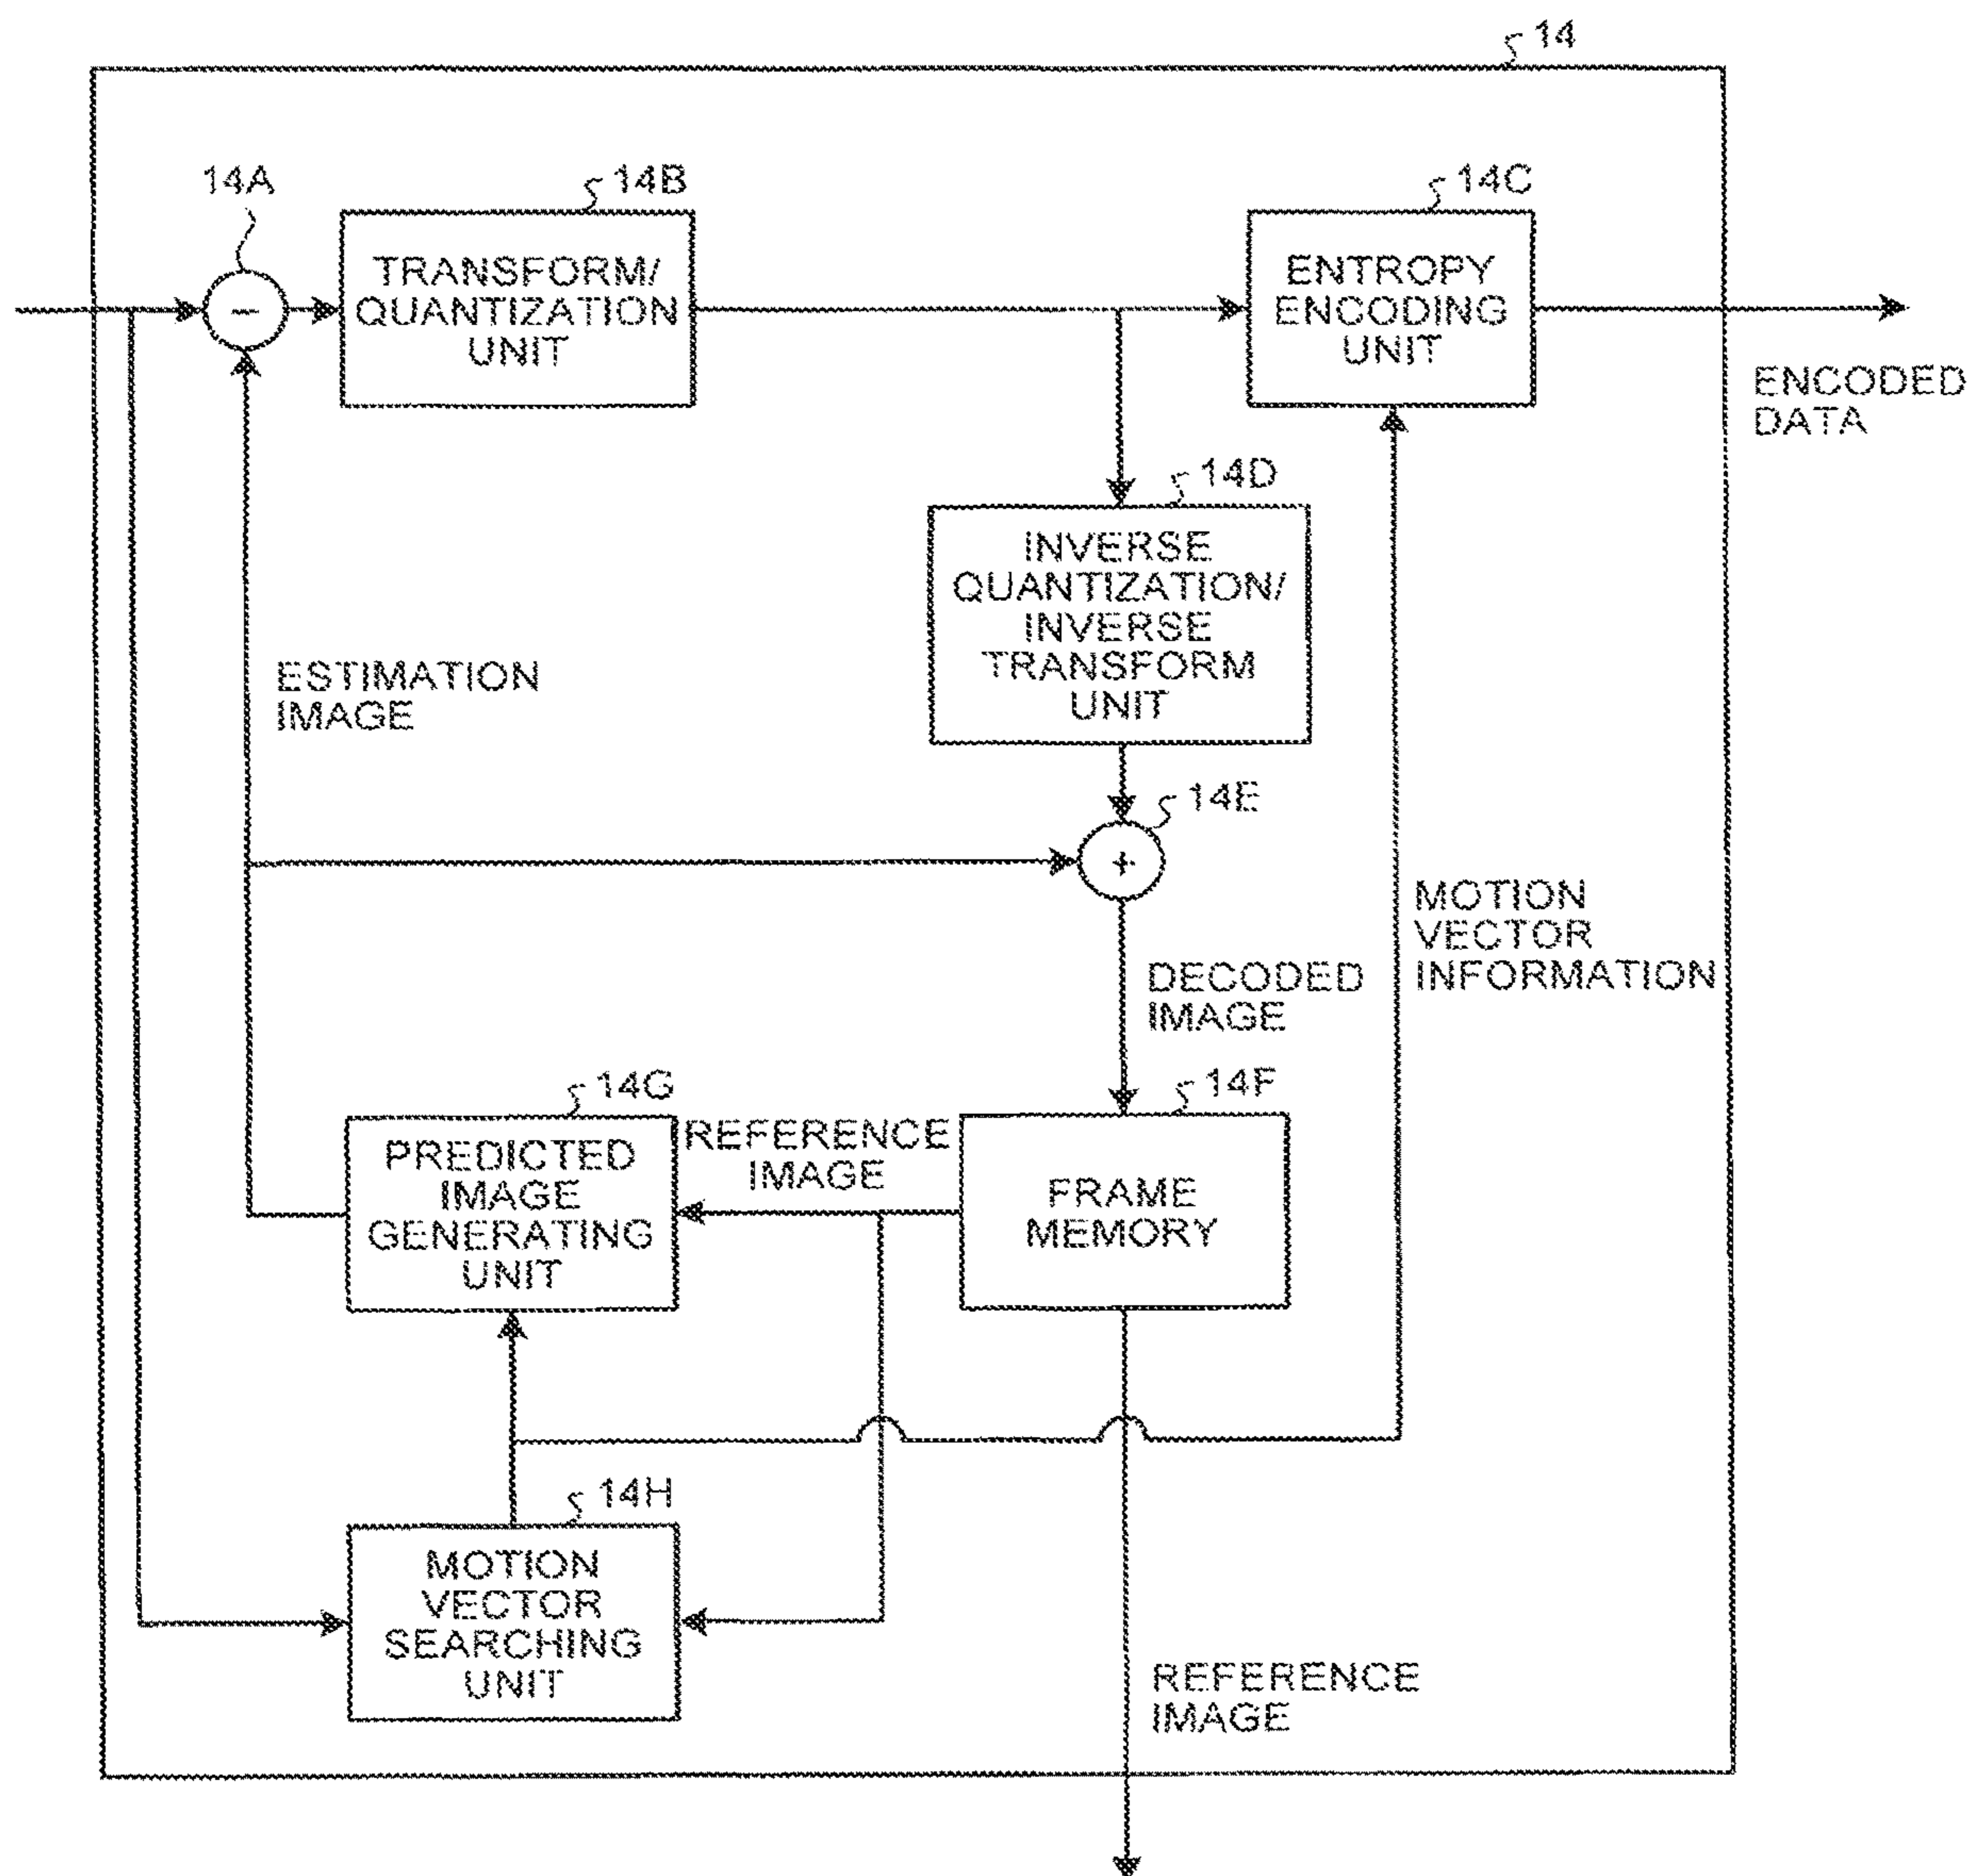 14
14A
14B
14C
TRANSFORM/
QUANTIZATION
UNIT
ENTROPY
ENCODING
UNIT
ENCODED
DATA
14D
INVERSE
QUANTIZATION/
INVERSE
TRANSFORM
UNIT
ESTIMATION
IMAGE
14E
MOTION
VECTOR
INFORMATION
DECODED
IMAGE
14G
14F
PREDICTED
IMAGE
GENERATING
UNIT
REFERENCE
IMAGE
FRAME
MEMORY
14H
MOTION
VECTOR
SEARCHING
UNIT
REFERENCE
IMAGE